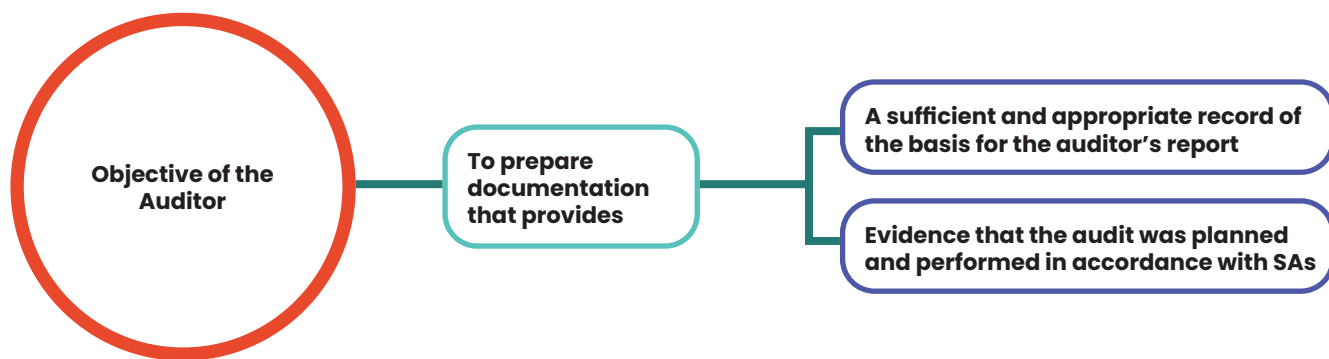 Objective of the
Auditor
To prepare
documentation
that provides
A sufficient and appropriate record of
the basis for the auditor’s report
Evidence that the audit was planned
and performed in accordance with SAs